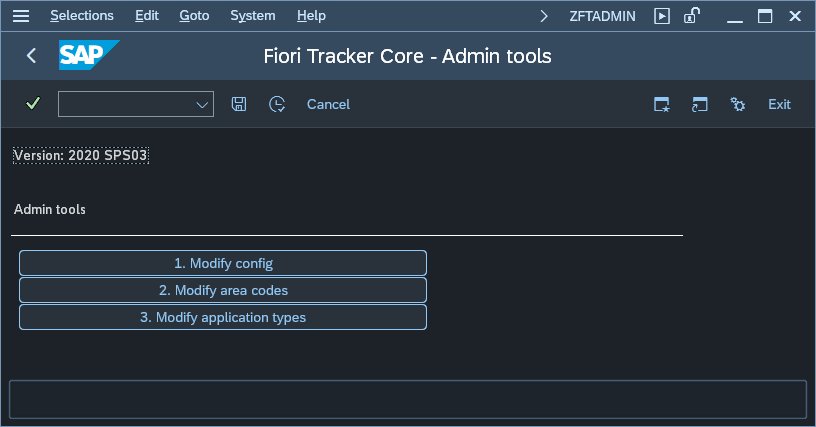 Selections Edit Goto System Help ZFTADMIN
SAP Fiori Tracker Core - Admin tools
Cancel Exit
Version: 2020 SPS03
Admin tools
1. Modify config
2. Modify area codes
3. Modify application types